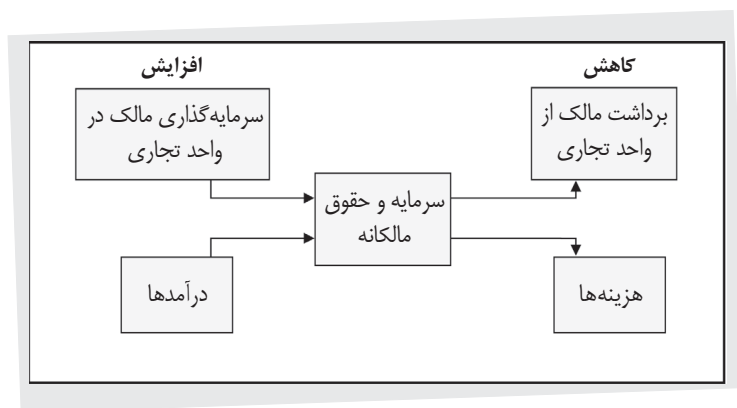 افزایش
کاهش
سرمایه‌گذاری مالک در
واحد تجاری
برداشت مالک از
واحد تجاری
سرمایه و حقوق
مالکانه
درآمدها
هزینه‌ها